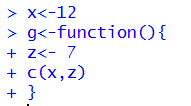 > x<-12
> g<-function(){
+ z<- 7
+ c(x,z)
+ }